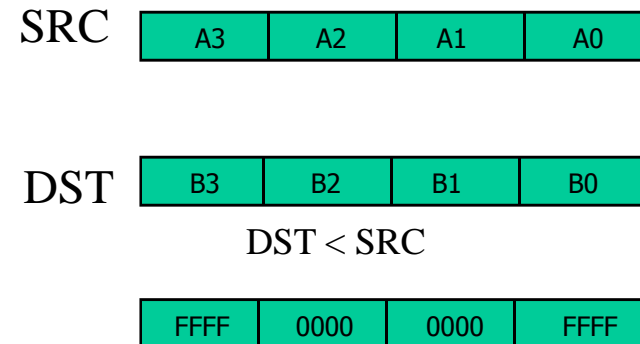 SRC A3 A2 A1 A0
DST B3 B2 B1 B0
DST < SRC
FFFF 0000 0000 FFFF